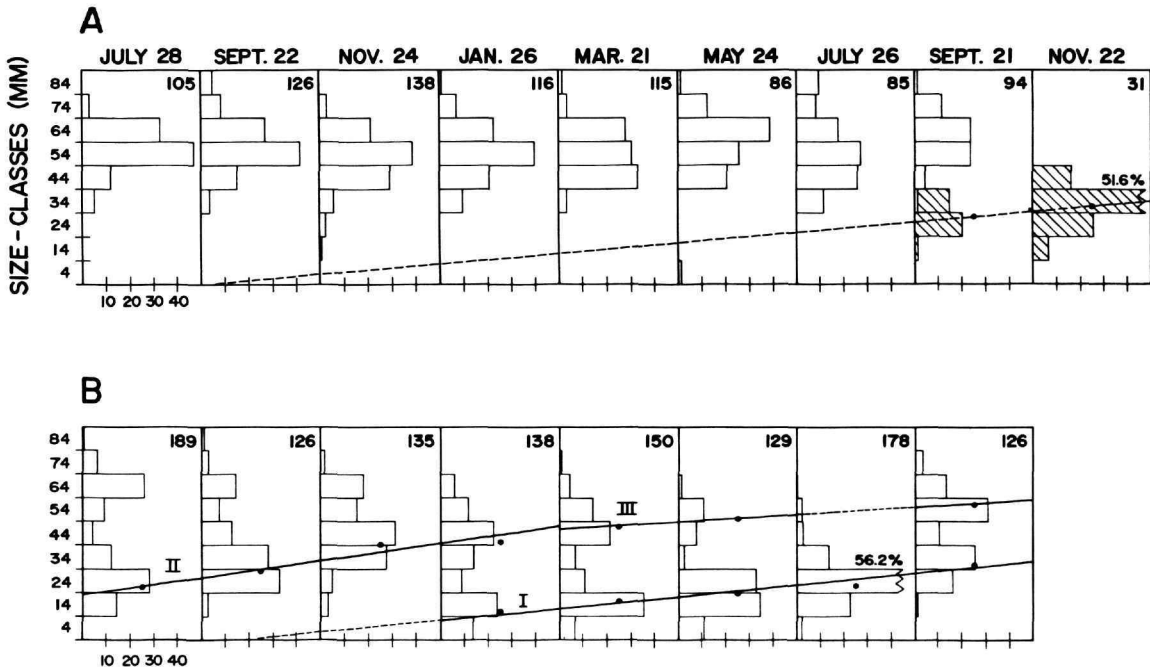 A
JULY 28 SEPT. 22 NOV. 24 JAN. 26 MAR. 21 MAY 24 JULY 26 SEPT. 21 NOV. 22
SIZE-CLASSES (MM)
84 105 126 138 116 115 86 85 94 31
74
64
54
44 51.6%
34
24
14
4
10 20 30 40
B
84 189 126 135 138 150 129 178 126
74
64
54 III
44
34 II 56.2%
24
14 I
4
10 20 30 40